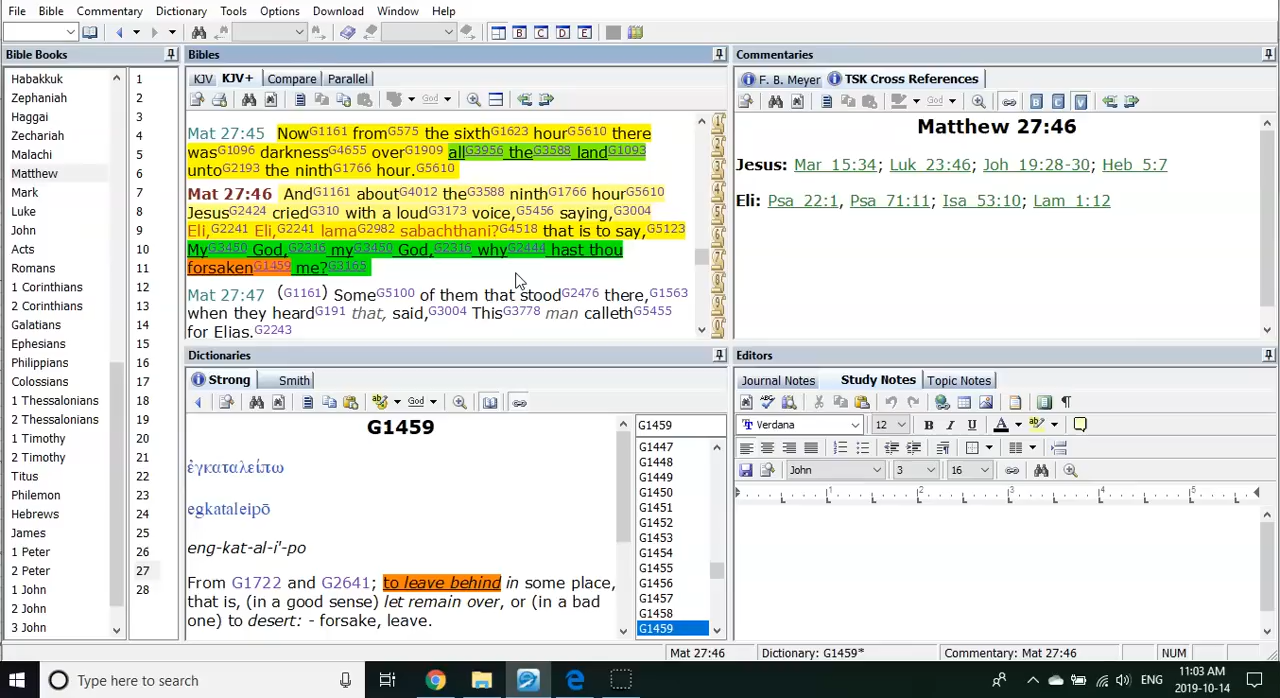 File Bible Commentary Dictionary Tools Options Download Window Help
Bible Books
Habakkuk
Zephaniah
Haggai
Zechariah
Malachi
Matthew
Mark
Luke
John
Acts
Romans
1 Corinthians
2 Corinthians
Galatians
Ephesians
Philippians
Colossians
1 Thessalonians
2 Thessalonians
1 Timothy
2 Timothy
Titus
Philemon
Hebrews
James
1 Peter
2 Peter
1 John
2 John
3 John
1
2
3
4
5
6
7
8
9
10
11
12
13
14
15
16
17
18
19
20
21
22
23
24
25
26
27
28
Bibles
KJV KJV+ Compare Parallel
God
Mat 27:45 NowG1161 fromG575 the sixthG1623 hourG5610 there
wasG1096 darknessG4655 overG1909 allG3956 theG3588 landG1093
untoG2193 the ninthG1766 hour.G5610
Mat 27:46 AndG1161 aboutG4012 theG3588 ninthG1766 hourG5610
JesusG2424 criedG310 with a loudG3173 voice,G5456 saying,G3004
Eli,G2241 Eli,G2241 lamaG2982 sabachthani?G4518 that is to say,G5123
MyG3450 God,G2316 myG3450 God,G2316 whyG2444 hast thou
forsakenG1459 me?G3165
Mat 27:47 (G1161) SomeG5100 of them that stoodG2476 there,G1563
when they heardG191 that, said,G3004 ThisG3778 man callethG5455
for Elias.G2243
Commentaries
F. B. Meyer TSK Cross References
God
B C V
Matthew 27:46
Jesus: Mar 15:34; Luk 23:46; Joh 19:28-30; Heb 5:7
Eli: Psa 22:1, Psa 71:11; Isa 53:10; Lam 1:12
Dictionaries
Strong Smith
God
G1459
ἐγκαταλείπω
egkataleipō
eng-kat-al-i'-po
From G1722 and G2641; to leave behind in some place,
that is, (in a good sense) let remain over, or (in a bad
one) to desert: - forsake, leave.
G1459
G1447
G1448
G1449
G1450
G1451
G1452
G1453
G1454
G1455
G1456
G1457
G1458
G1459
Editors
Journal Notes Study Notes Topic Notes
Verdana 12 B I U A
John 3 16
1 2 3 4 5
Mat 27:46 Dictionary: G1459* Commentary: Mat 27:46 NUM
Type here to search
ENG
11:03 AM
2019-10-14